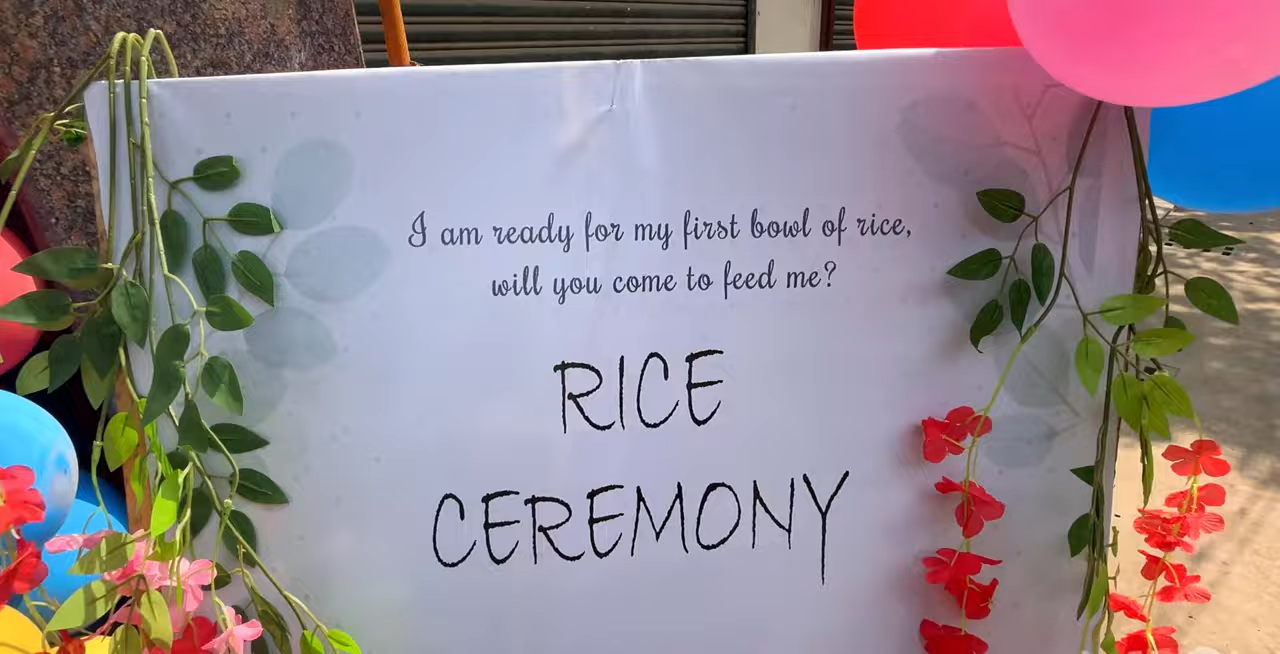 I am ready for my first bowl of rice,
will you come to feed me?
RICE
CEREMONY